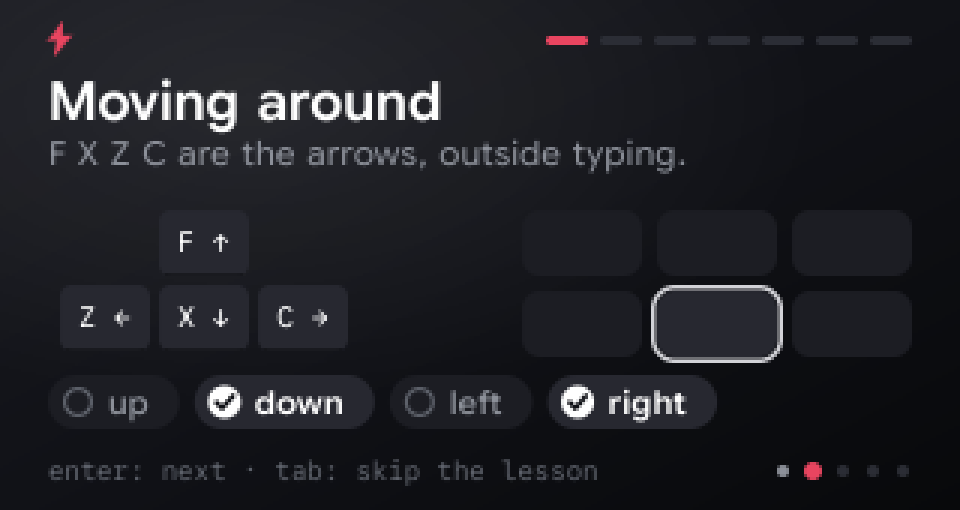 Moving around
F X Z C are the arrows, outside typing.
F ↑
Z ← X ↓ C →
up down left right
enter: next · tab: skip the lesson